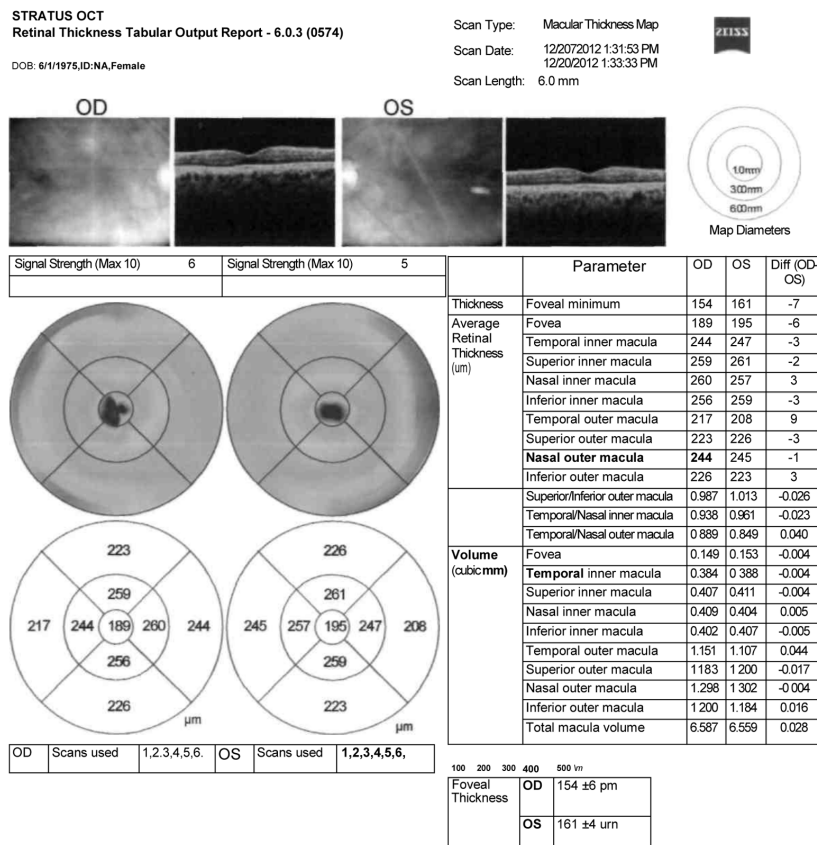 STRATUS OCT
Retinal Thickness Tabular Output Report - 6.0.3 (0574)
DOB: 6/1/1975,ID:NA,Female
Scan Type: Macular Thickness Map
Scan Date: 12/2072012 1:31:53 PM
12/20/2012 1:33:33 PM
Scan Length: 6.0 mm
ZEISS
OD
OS
1.0mm
3.00mm
6.00mm
Map Diameters
Signal Strength (Max 10) 6 Signal Strength (Max 10) 5
Parameter OD OS Diff (OD-OS)
Thickness Foveal minimum 154 161 -7
Average Retinal Thickness (um) Fovea 189 195 -6
Temporal inner macula 244 247 -3
Superior inner macula 259 261 -2
Nasal inner macula 260 257 3
Inferior inner macula 256 259 -3
Temporal outer macula 217 208 9
Superior outer macula 223 226 -3
Nasal outer macula 244 245 -1
Inferior outer macula 226 223 3
Superior/Inferior outer macula 0.987 1.013 -0.026
Temporal/Nasal inner macula 0.938 0.961 -0.023
Temporal/Nasal outer macula 0 889 0.849 0.040
Volume (cubic mm) Fovea 0.149 0.153 -0.004
Temporal inner macula 0.384 0 388 -0.004
Superior inner macula 0.407 0.411 -0.004
Nasal inner macula 0.409 0.404 0.005
Inferior inner macula 0.402 0.407 -0.005
Temporal outer macula 1.151 1.107 0.044
Superior outer macula 1183 1 200 -0.017
Nasal outer macula 1.298 1 302 -0 004
Inferior outer macula 1 200 1.184 0.016
Total macula volume 6.587 6.559 0.028
223
259
217 244 189 260 244
256
226
µm
226
261
245 257 195 247 208
259
223
µm
OD Scans used 1,2.3,4,5,6. OS Scans used 1,2,3,4,5,6,
100 200 300 400 500 \m
Foveal Thickness OD 154 ±6 pm
OS 161 ±4 urn